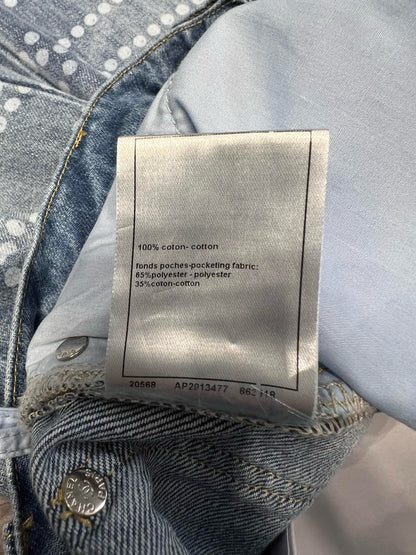 100% coton- cotton
fonds poches-pocketing fabric:
65%polyester - polyester
35%coton-cotton
20568 AP2013477